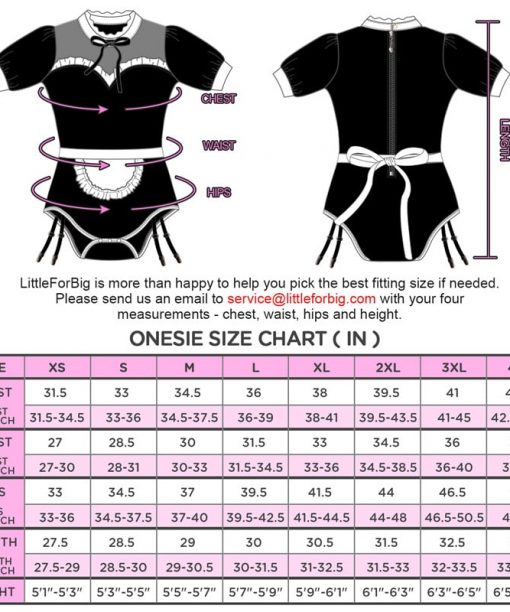 CHEST
WAIST
HIPS
LENGTH
LittleForBig is more than happy to help you pick the best fitting size if needed.
Please send us an email to service@littleforbig.com with your four
measurements - chest, waist, hips and height.
ONESIE SIZE CHART ( IN )
E XS S M L XL 2XL 3XL 4
ST 31.5 33 34.5 36 38 39.5 41 4
ST CH 31.5-34.5 33-36 34.5-37.5 36-39 38-41 39.5-43.5 41-45 42.
ST 27 28.5 30 31.5 33 34.5 36
ST CH 27-30 28-31 30-33 31.5-34.5 33-36 34.5-38.5 36-40 3
S 33 34.5 37 39.5 41.5 44 46.5
S CH 33-36 34.5-37.5 37-40 39.5-42.5 41.5-44.5 44-48 46.5-50.5 4
TH 27.5 28.5 29 30 30.5 31.5 32.5
TH CH 27.5-29 28.5-30 29-30.5 30-31.5 31-32.5 31.5-33 32-33.5 33
HT 5'1"-5'3" 5'3"-5'5" 5'5"-5'7" 5'7"-5'9" 5'9"-6'1" 6'1"-6'3" 6'3"-6'5" 6'5